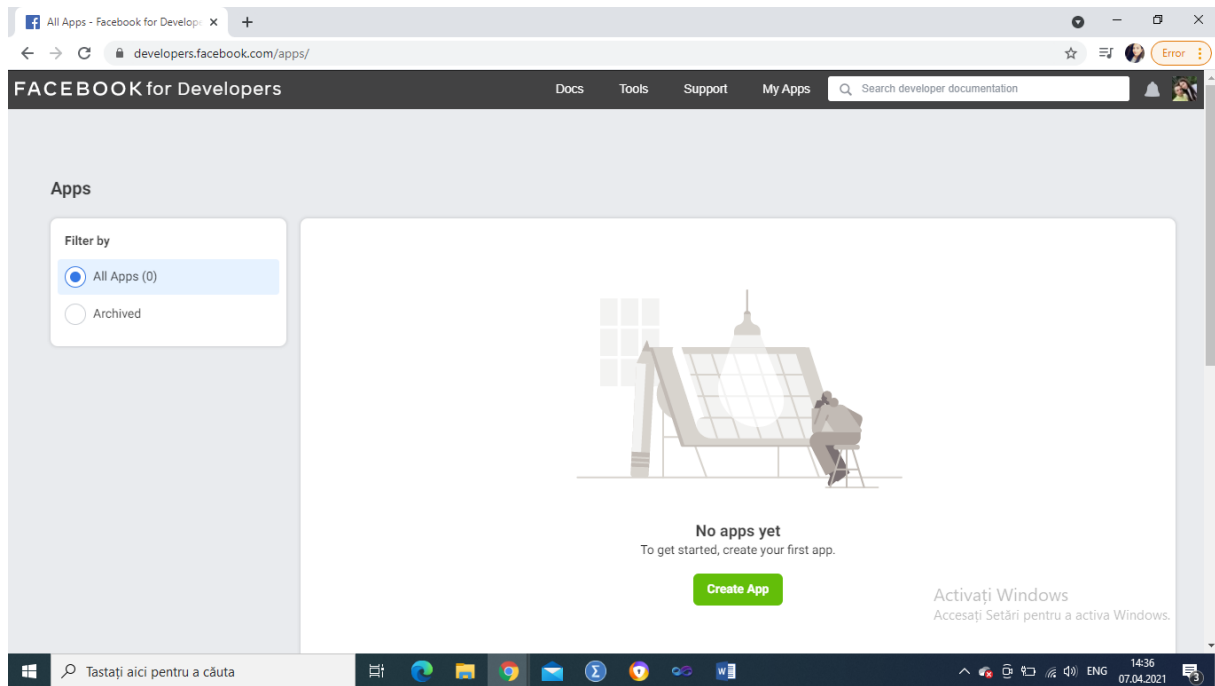 All Apps - Facebook for Develop
developers.facebook.com/apps/
Error
FACEBOOK for Developers
Docs
Tools
Support
My Apps
Search developer documentation
Apps
Filter by
All Apps (0)
Archived
No apps yet
To get started, create your first app.
Create App
Activați Windows
Accesați Setări pentru a activa Windows.
Tastați aici pentru a căuta
ENG
14:36
07.04.2021
3